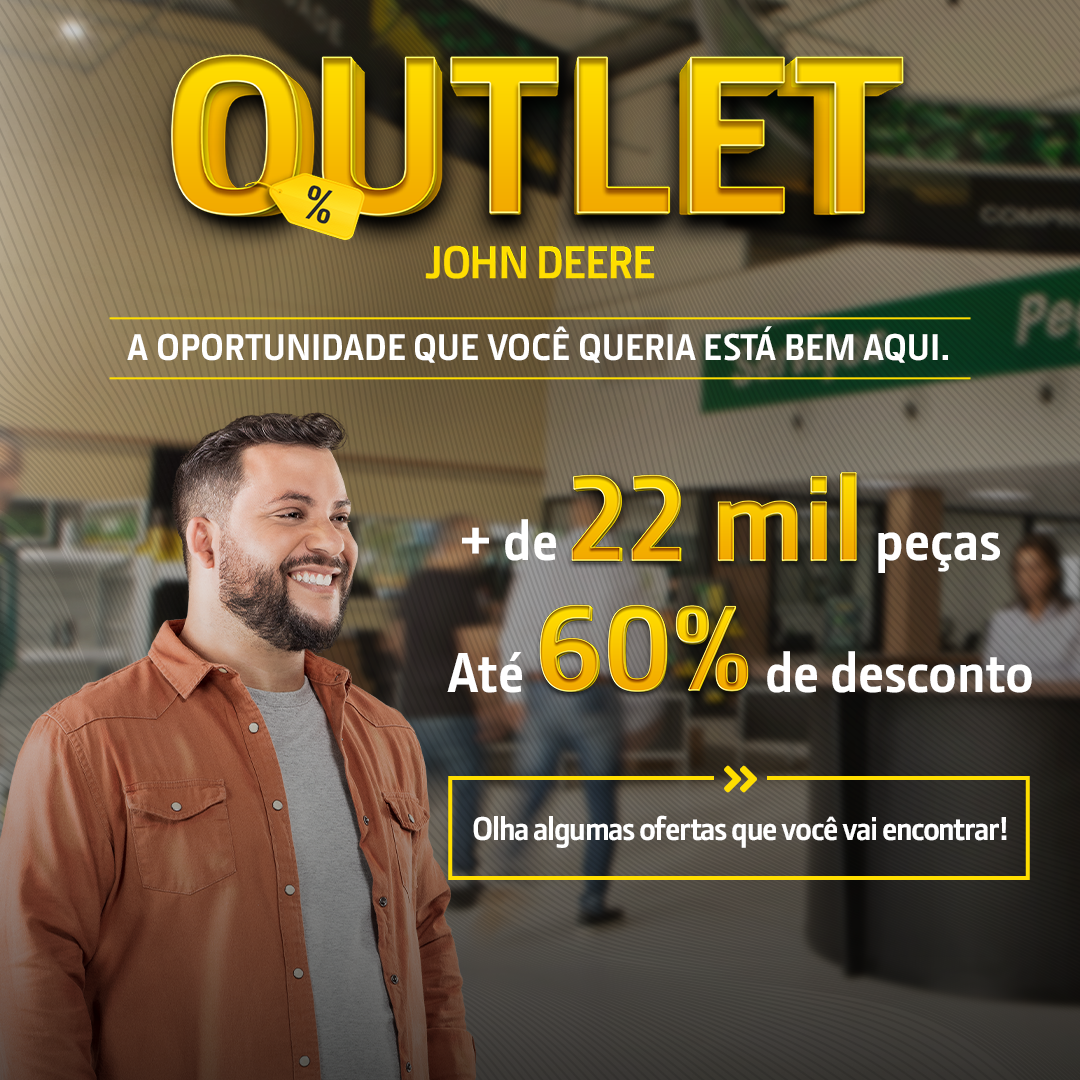 OUTLET
%
JOHN DEERE
A OPORTUNIDADE QUE VOCÊ QUERIA ESTÁ BEM AQUI.
+ de 22 mil peças
Até 60% de desconto
Olha algumas ofertas que você vai encontrar!